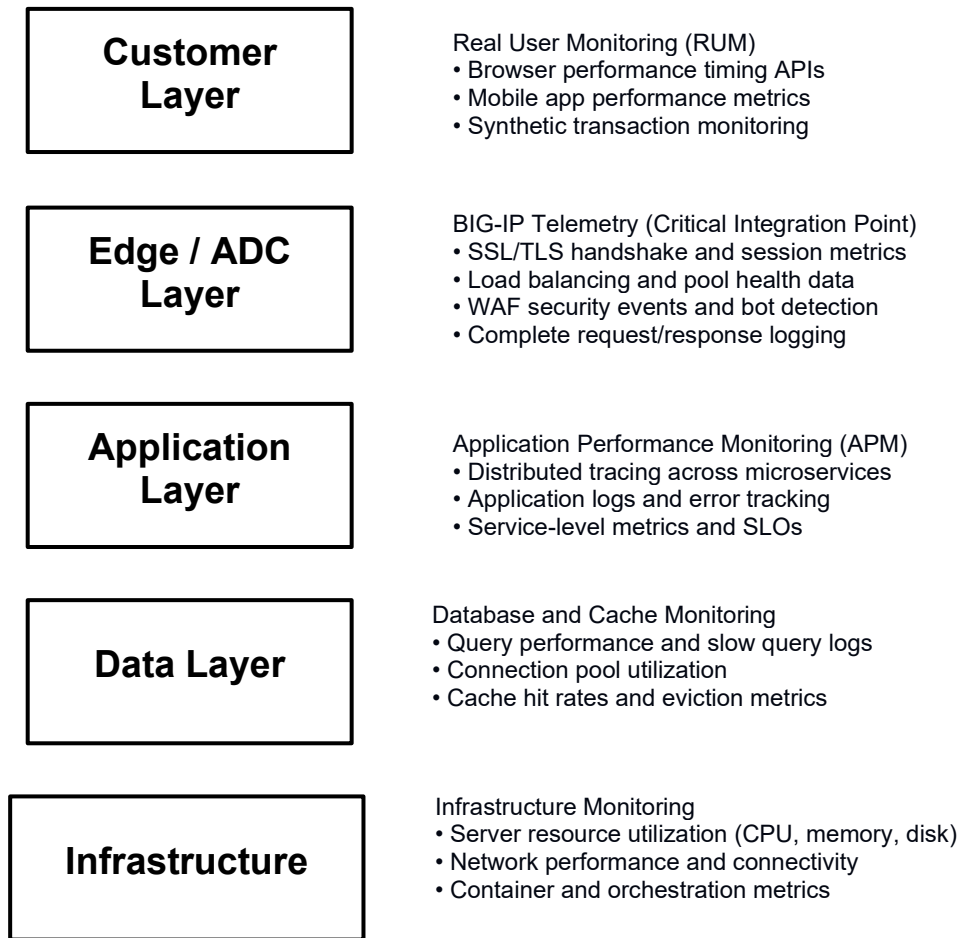 Customer
Layer
Real User Monitoring (RUM)
• Browser performance timing APIs
• Mobile app performance metrics
• Synthetic transaction monitoring
Edge / ADC
Layer
BIG-IP Telemetry (Critical Integration Point)
• SSL/TLS handshake and session metrics
• Load balancing and pool health data
• WAF security events and bot detection
• Complete request/response logging
Application
Layer
Application Performance Monitoring (APM)
• Distributed tracing across microservices
• Application logs and error tracking
• Service-level metrics and SLOs
Data Layer
Database and Cache Monitoring
• Query performance and slow query logs
• Connection pool utilization
• Cache hit rates and eviction metrics
Infrastructure
Infrastructure Monitoring
• Server resource utilization (CPU, memory, disk)
• Network performance and connectivity
• Container and orchestration metrics